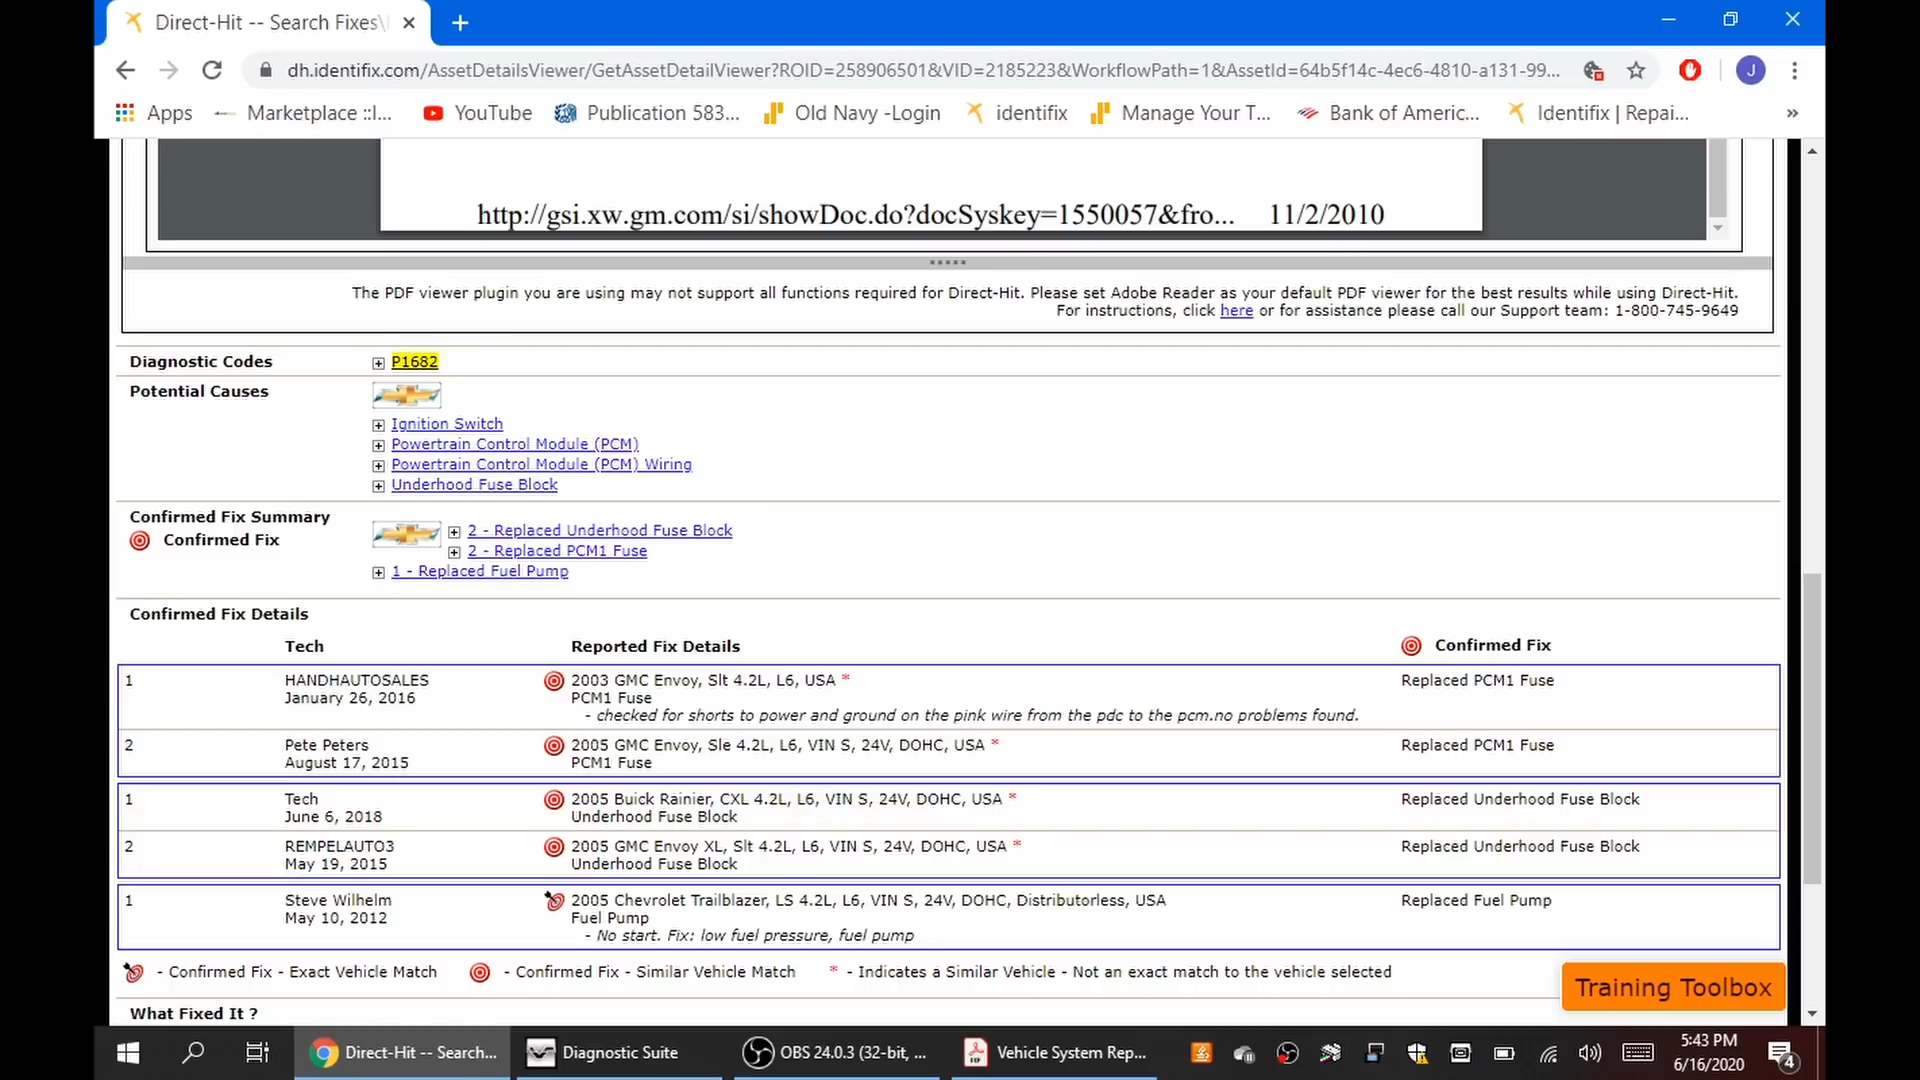 Direct-Hit -- Search Fixes\
dh.identifix.com/AssetDetailsViewer/GetAssetDetailViewer?ROID=258906501&VID=2185223&WorkflowPath=1&AssetId=64b5f14c-4ec6-4810-a131-99...
J
Apps Marketplace ::I... YouTube Publication 583... Old Navy -Login identifix Manage Your T... Bank of Americ... Identifix | Repai... »
http://gsi.xw.gm.com/si/showDoc.do?docSyskey=1550057&fro... 11/2/2010
The PDF viewer plugin you are using may not support all functions required for Direct-Hit. Please set Adobe Reader as your default PDF viewer for the best results while using Direct-Hit.
For instructions, click here or for assistance please call our Support team: 1-800-745-9649
Diagnostic Codes P1682
Potential Causes
Ignition Switch
Powertrain Control Module (PCM)
Powertrain Control Module (PCM) Wiring
Underhood Fuse Block
Confirmed Fix Summary
Confirmed Fix
2 - Replaced Underhood Fuse Block
2 - Replaced PCM1 Fuse
1 - Replaced Fuel Pump
Confirmed Fix Details
Tech Reported Fix Details Confirmed Fix
1 HANDHAUTOSALES 2003 GMC Envoy, Slt 4.2L, L6, USA * Replaced PCM1 Fuse
January 26, 2016 PCM1 Fuse
- checked for shorts to power and ground on the pink wire from the pdc to the pcm.no problems found.
2 Pete Peters 2005 GMC Envoy, Sle 4.2L, L6, VIN S, 24V, DOHC, USA * Replaced PCM1 Fuse
August 17, 2015 PCM1 Fuse
1 Tech 2005 Buick Rainier, CXL 4.2L, L6, VIN S, 24V, DOHC, USA * Replaced Underhood Fuse Block
June 6, 2018 Underhood Fuse Block
2 REMPELAUTO3 2005 GMC Envoy XL, Slt 4.2L, L6, VIN S, 24V, DOHC, USA * Replaced Underhood Fuse Block
May 19, 2015 Underhood Fuse Block
1 Steve Wilhelm 2005 Chevrolet Trailblazer, LS 4.2L, L6, VIN S, 24V, DOHC, Distributorless, USA Replaced Fuel Pump
May 10, 2012 Fuel Pump
- No start. Fix: low fuel pressure, fuel pump
- Confirmed Fix - Exact Vehicle Match - Confirmed Fix - Similar Vehicle Match * - Indicates a Similar Vehicle - Not an exact match to the vehicle selected
Training Toolbox
What Fixed It ?
Direct-Hit -- Search... Diagnostic Suite OBS 24.0.3 (32-bit, ... Vehicle System Rep...
5:43 PM
6/16/2020
4